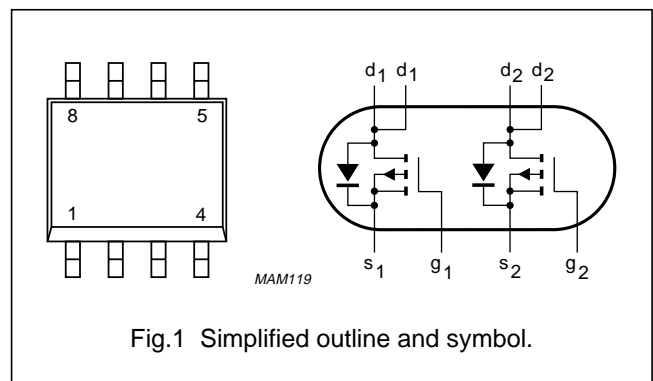 d1 d1 d2 d2
8 5
1 4
MAM119
s1 g1 s2 g2
Fig.1 Simplified outline and symbol.